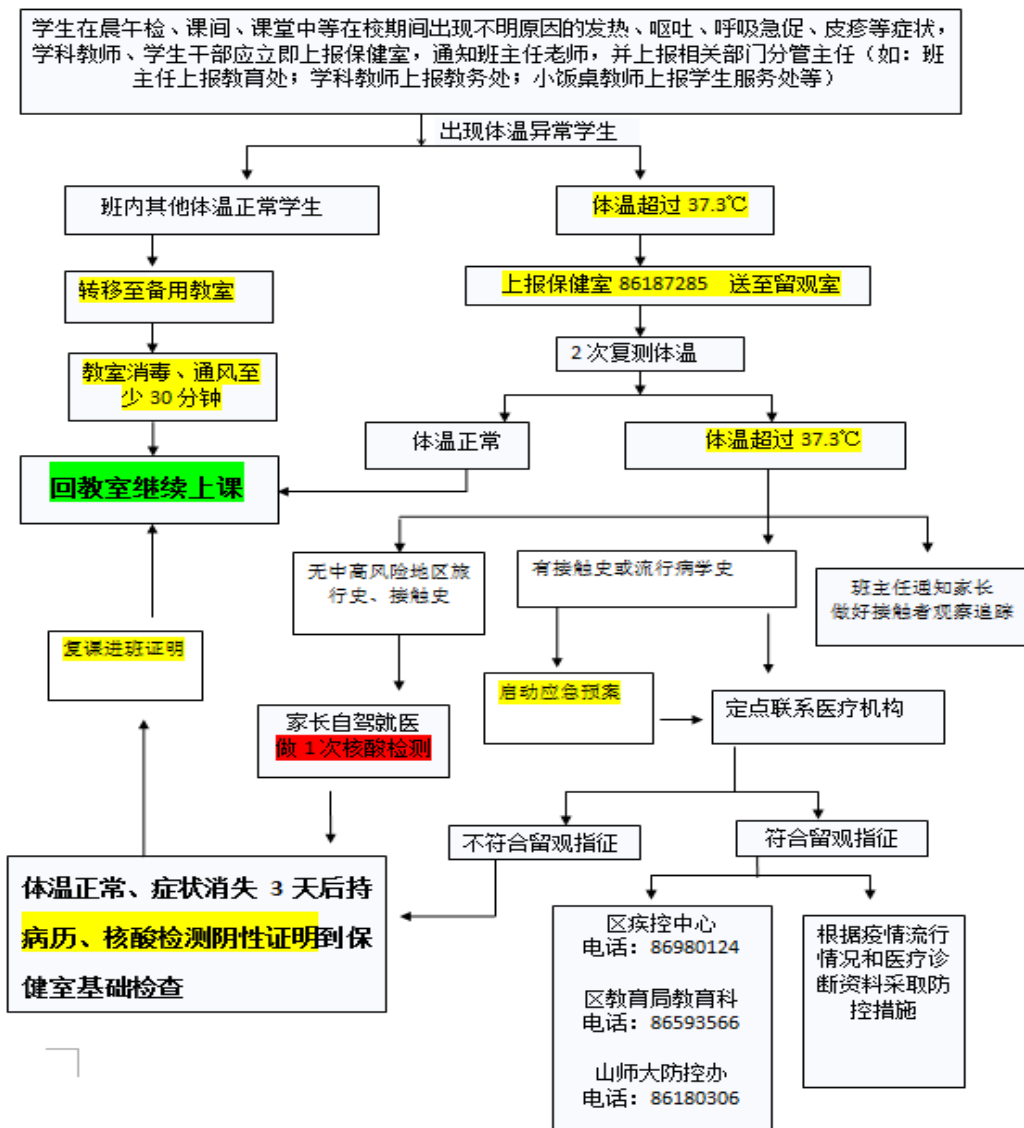 学生在晨午检、课间、课堂中等在校期间出现不明原因的发热、呕吐、呼吸急促、皮疹等症状，
学科教师、学生干部应立即上报保健室，通知班主任老师，并上报相关部门分管主任（如：班
主任上报教育处；学科教师上报教务处；小饭桌教师上报学生服务处等）
出现体温异常学生
班内其他体温正常学生
体温超过 37.3℃
转移至备用教室
上报保健室 86187285 送至留观室
2 次复测体温
教室消毒、通风至
少 30 分钟
体温正常
体温超过 37.3℃
回教室继续上课
无中高风险地区旅
行史、接触史
有接触史或流行病学史
班主任通知家长
做好接触者观察追踪
复课进班证明
启动应急预案
定点联系医疗机构
家长自驾就医
做 1 次核酸检测
不符合留观指征
符合留观指征
体温正常、症状消失 3 天后持
病历、核酸检测阴性证明到保
健室基础检查
区疾控中心
电话：86980124
区教育局教育科
电话：86593566
山师大防控办
电话：86180306
根据疫情流行
情况和医疗诊
断资料采取防
控措施